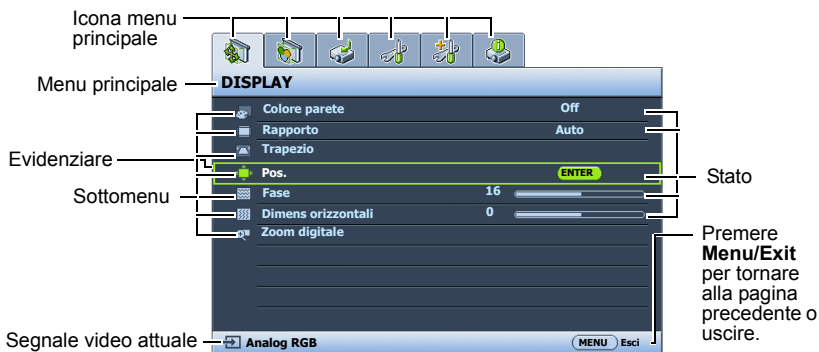 Icona menu
principale
Menu principale
DISPLAY
Colore parete Off
Rapporto Auto
Trapezio
Evidenziare
Pos. ENTER
Stato
Sottomenu
Fase 16
Dimens orizzontali 0
Zoom digitale
Premere
Menu/Exit
per tornare
alla pagina
precedente o
uscire.
Segnale video attuale
Analog RGB
MENU Esci